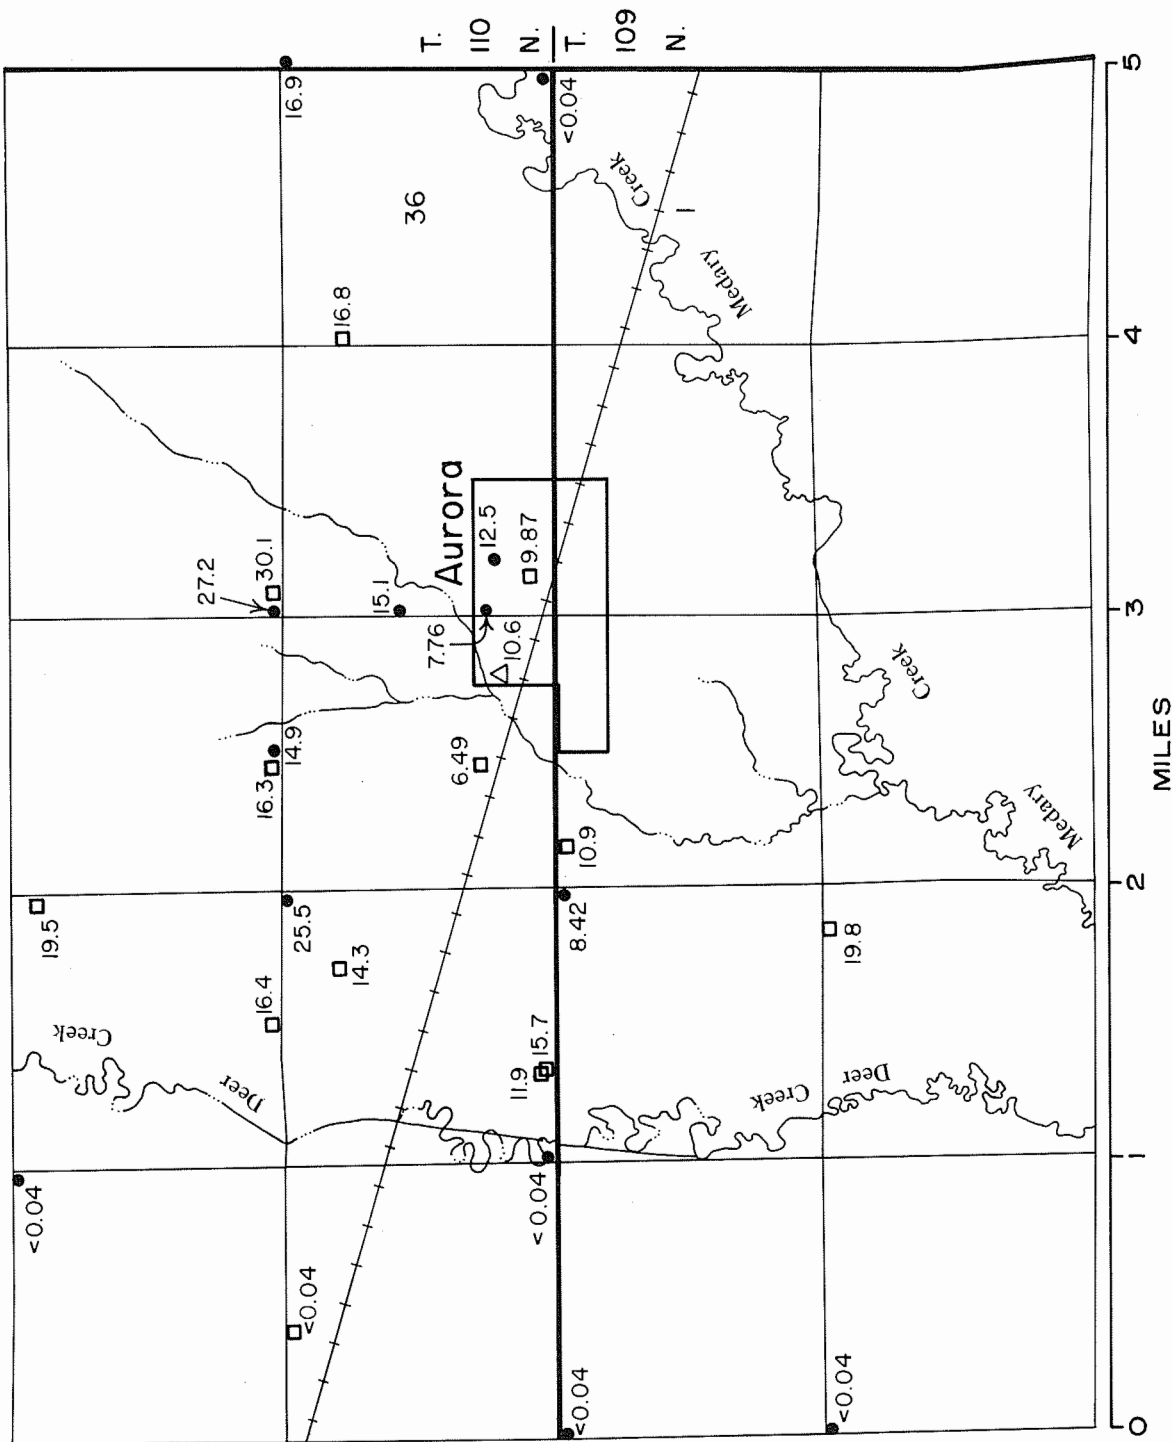 T.
110
N.
T.
109
N.
16.9
<0.04
36
1
16.8
Creek
Medary
27.2
30.1
15.1
Aurora
12.5
9.87
7.76
10.6
14.9
16.3
6.49
10.9
Creek
Medary
19.5
25.5
14.3
16.4
8.42
19.8
Creek
Deer
11.9
15.7
Creek
Deer
<0.04
<0.04
<0.04
<0.04
<0.04
0
1
2
3
4
5
MILES